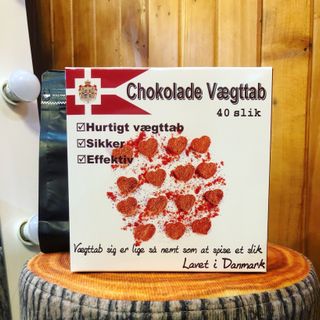 Chokolade Vægttab
40 slik
☑Hurtigt vægttab
☑Sikker
☑Effektiv
Vægttab sig er lige så nemt som at spise et slik
Lavet i Danmark